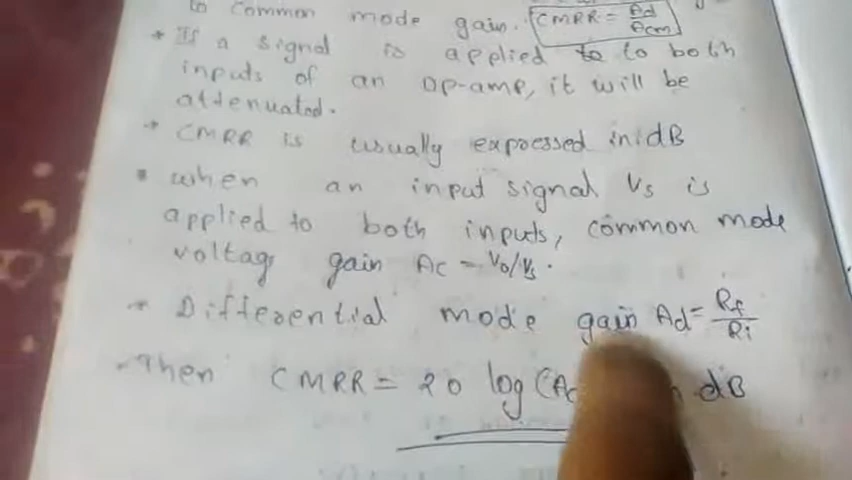 to common mode gain. CMRR = Ad/Acm
* If a signal is applied to to both
inputs of an op-amp, it will be
attenuated.
* CMRR is usually expressed in dB
* when an input signal Vs is
applied to both inputs, common mode
voltage gain Ac = Vo/Vs.
* Differential mode gain Ad = Rf/Ri
Then CMRR = 20 log (A dB